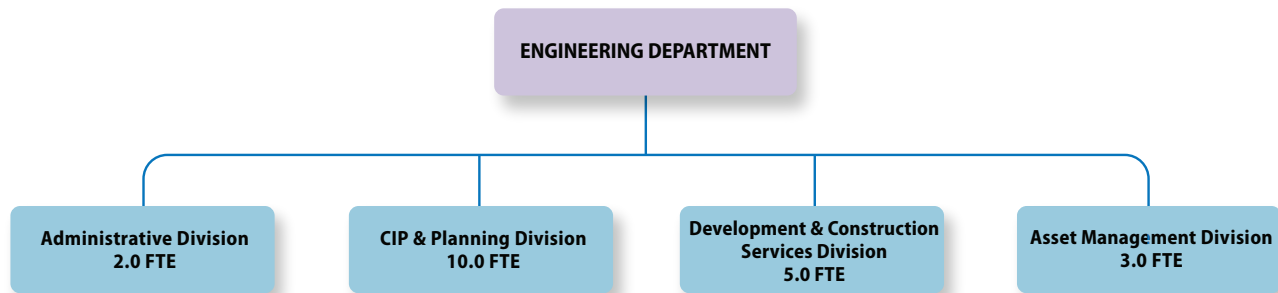 ENGINEERING DEPARTMENT
Administrative Division
2.0 FTE
CIP & Planning Division
10.0 FTE
Development & Construction
Services Division
5.0 FTE
Asset Management Division
3.0 FTE